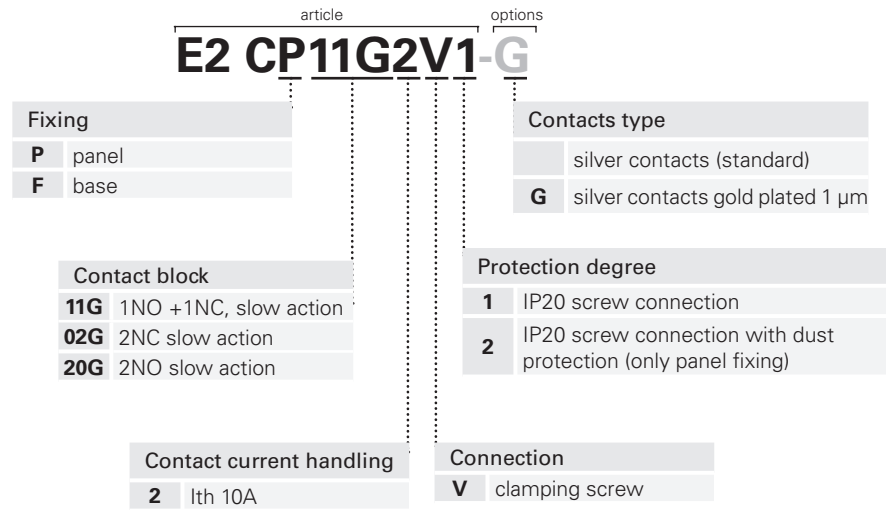 article options
E2 CP11G2V1-G
Fixing
P panel
F base
Contacts type
silver contacts (standard)
G silver contacts gold plated 1 µm
Contact block
11G 1NO +1NC, slow action
02G 2NC slow action
20G 2NO slow action
Protection degree
1 IP20 screw connection
2 IP20 screw connection with dust
protection (only panel fixing)
Contact current handling
2 Ith 10A
Connection
V clamping screw